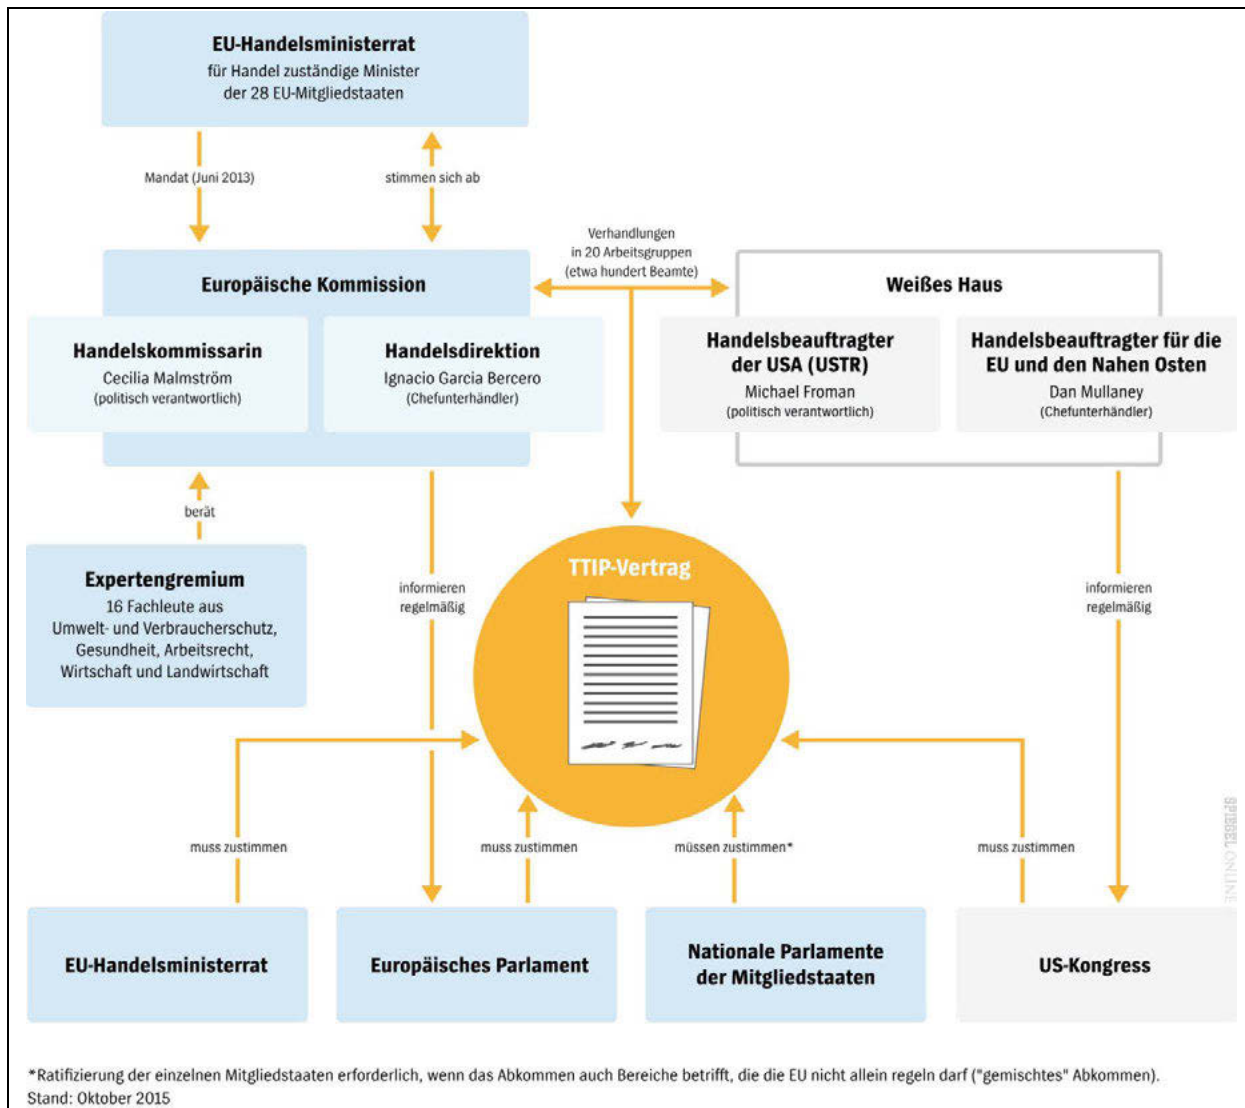 EU-Handelsministerrat
für Handel zuständige Minister
der 28 EU-Mitgliedstaaten
Mandat (Juni 2013)
stimmen sich ab
Verhandlungen
in 20 Arbeitsgruppen
(etwa hundert Beamte)
Europäische Kommission
Weißes Haus
Handelskommissarin
Cecilia Malmström
(politisch verantwortlich)
Handelsdirektion
Ignacio Garcia Bercero
(Chefunterhändler)
Handelsbeauftragter
der USA (USTR)
Michael Froman
(politisch verantwortlich)
Handelsbeauftragter für die
EU und den Nahen Osten
Dan Mullaney
(Chefunterhändler)
berät
Expertengremium
16 Fachleute aus
Umwelt- und Verbraucherschutz,
Gesundheit, Arbeitsrecht,
Wirtschaft und Landwirtschaft
informieren
regelmäßig
TTIP-Vertrag
informieren
regelmäßig
muss zustimmen
muss zustimmen
müssen zustimmen*
muss zustimmen
EU-Handelsministerrat
Europäisches Parlament
Nationale Parlamente
der Mitgliedstaaten
US-Kongress
SPIEGEL ONLINE
*Ratifizierung der einzelnen Mitgliedstaaten erforderlich, wenn das Abkommen auch Bereiche betrifft, die die EU nicht allein regeln darf ("gemischtes" Abkommen).
Stand: Oktober 2015